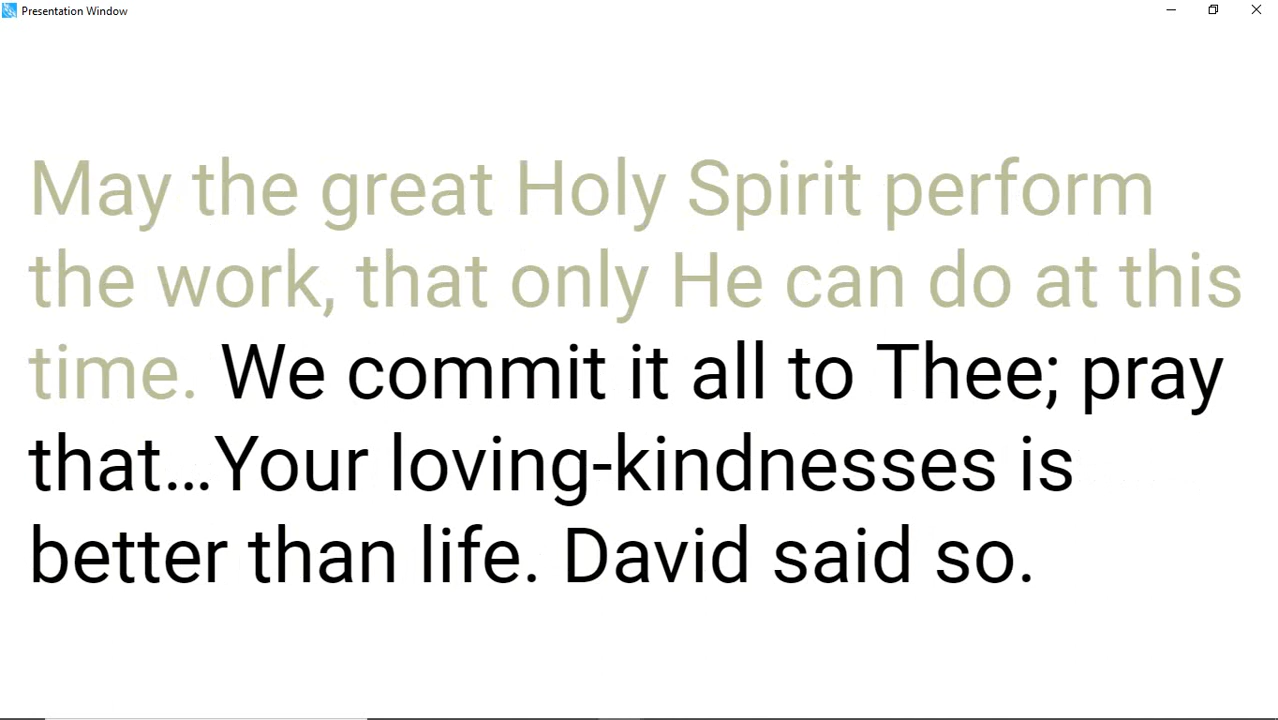 Presentation Window
May the great Holy Spirit perform
the work, that only He can do at this
time. We commit it all to Thee; pray
that…Your loving-kindnesses is
better than life. David said so.